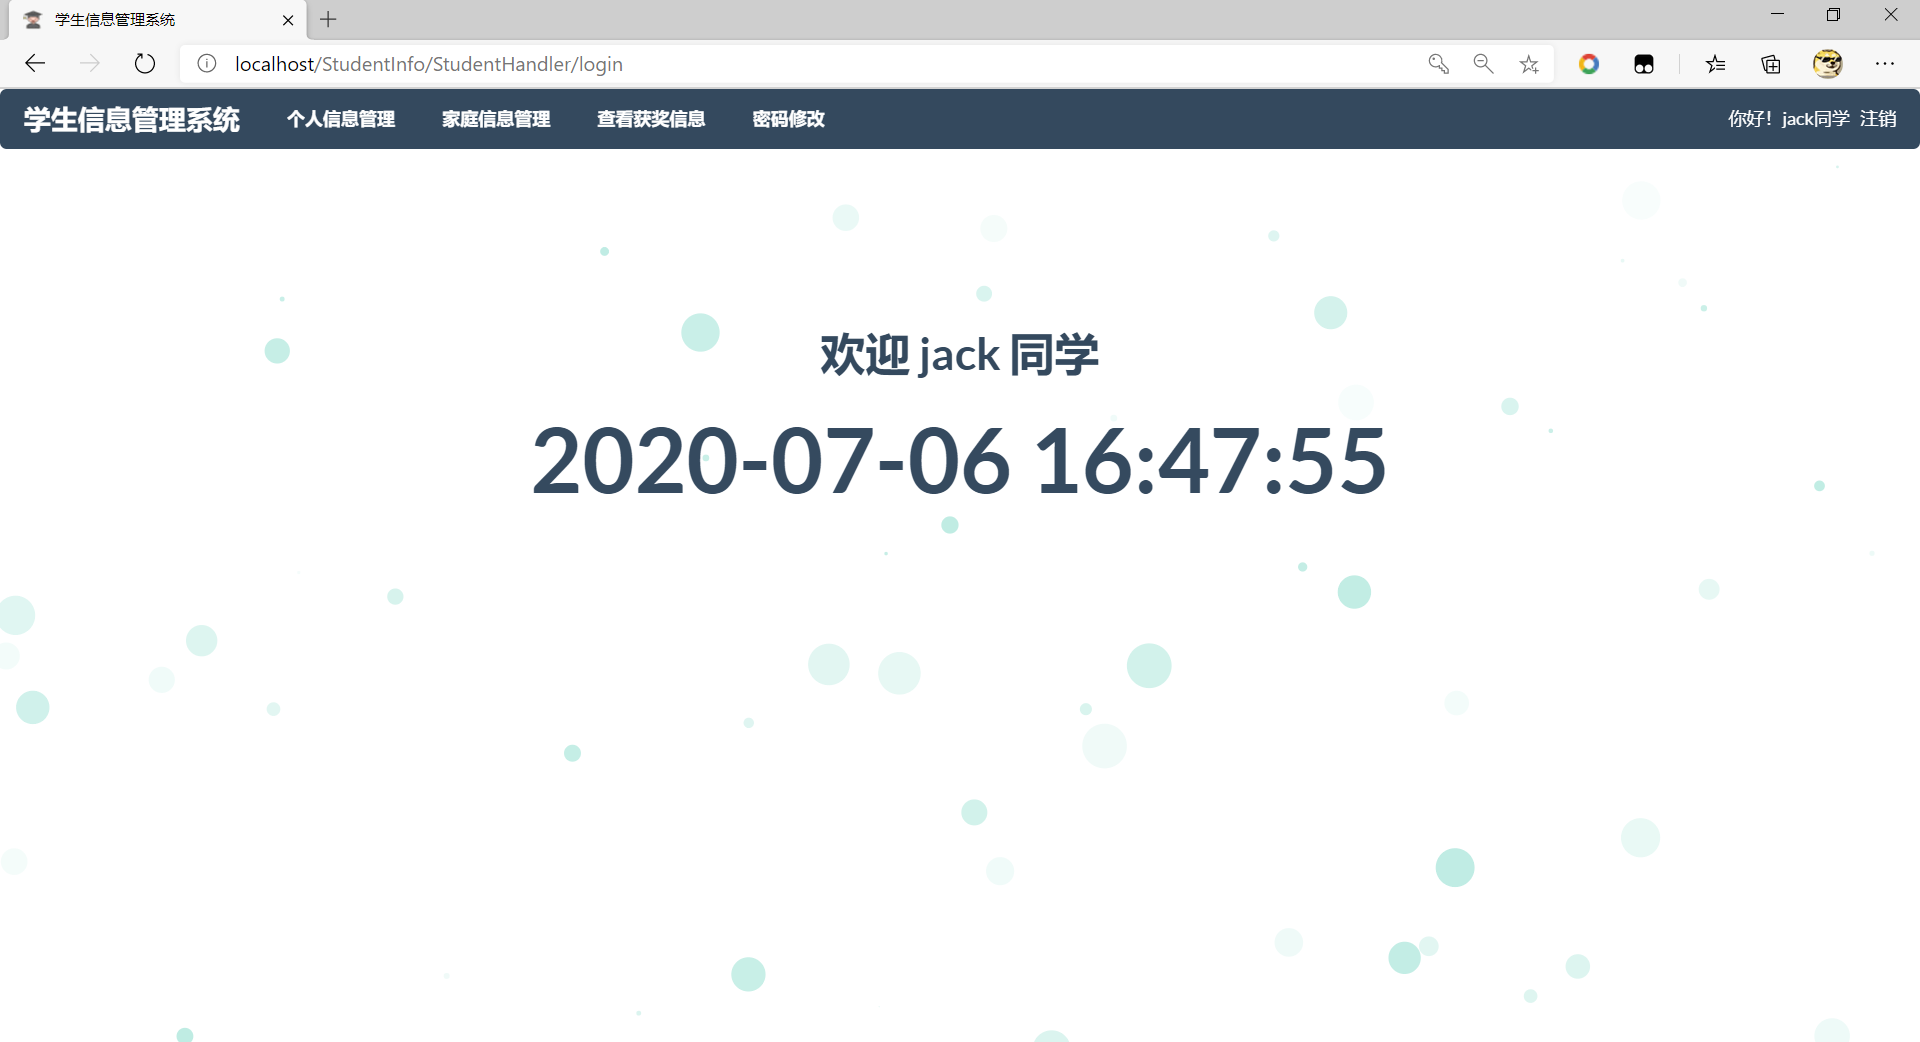 学生信息管理系统
localhost/StudentInfo/StudentHandler/login
学生信息管理系统 个人信息管理 家庭信息管理 查看获奖信息 密码修改 你好！jack同学 注销
欢迎 jack 同学
2020-07-06 16:47:55